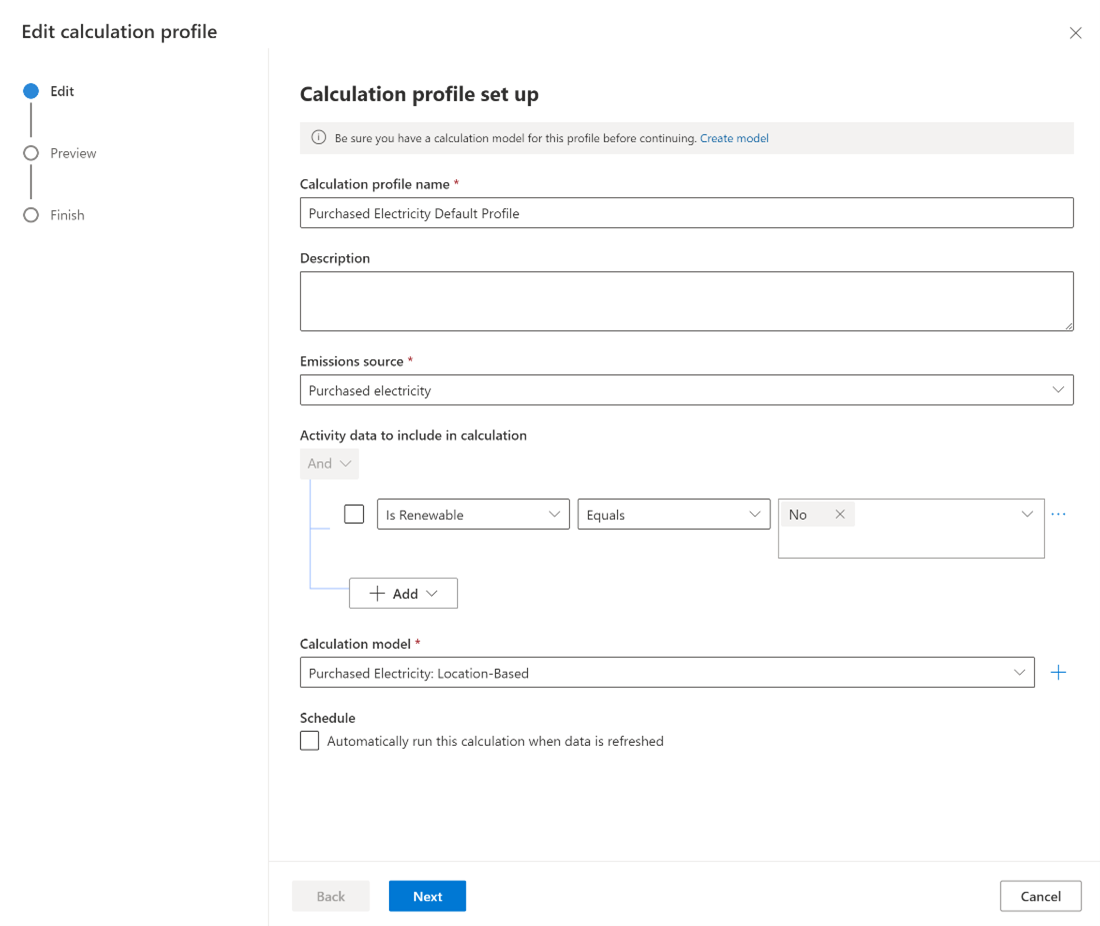 Edit calculation profile
Edit
Preview
Finish
Calculation profile set up
Be sure you have a calculation model for this profile before continuing. Create model
Calculation profile name *
Purchased Electricity Default Profile
Description
Emissions source *
Purchased electricity
Activity data to include in calculation
And
Is Renewable Equals No
Add
Calculation model *
Purchased Electricity: Location-Based
Schedule
Automatically run this calculation when data is refreshed
Back Next Cancel